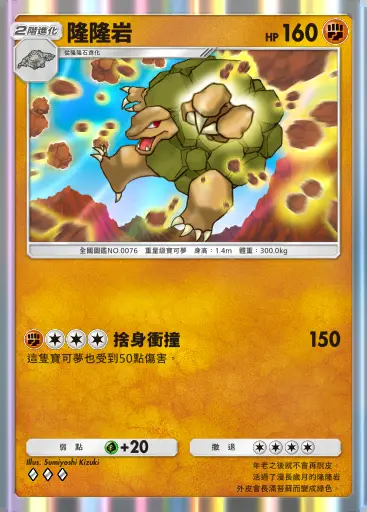 2階進化
隆隆岩
HP 160
從隆隆石進化
全國圖鑑NO.0076 重量級寶可夢 身高:1.4m 體重:300.0kg
捨身衝撞 150
這隻寶可夢也受到50點傷害。
弱點 +20 撤退
Illus. Sumiyoshi Kizuki
年老之後就不會再脫皮。
活過了漫長歲月的隆隆岩
外皮會長滿苔蘚而變成綠色。